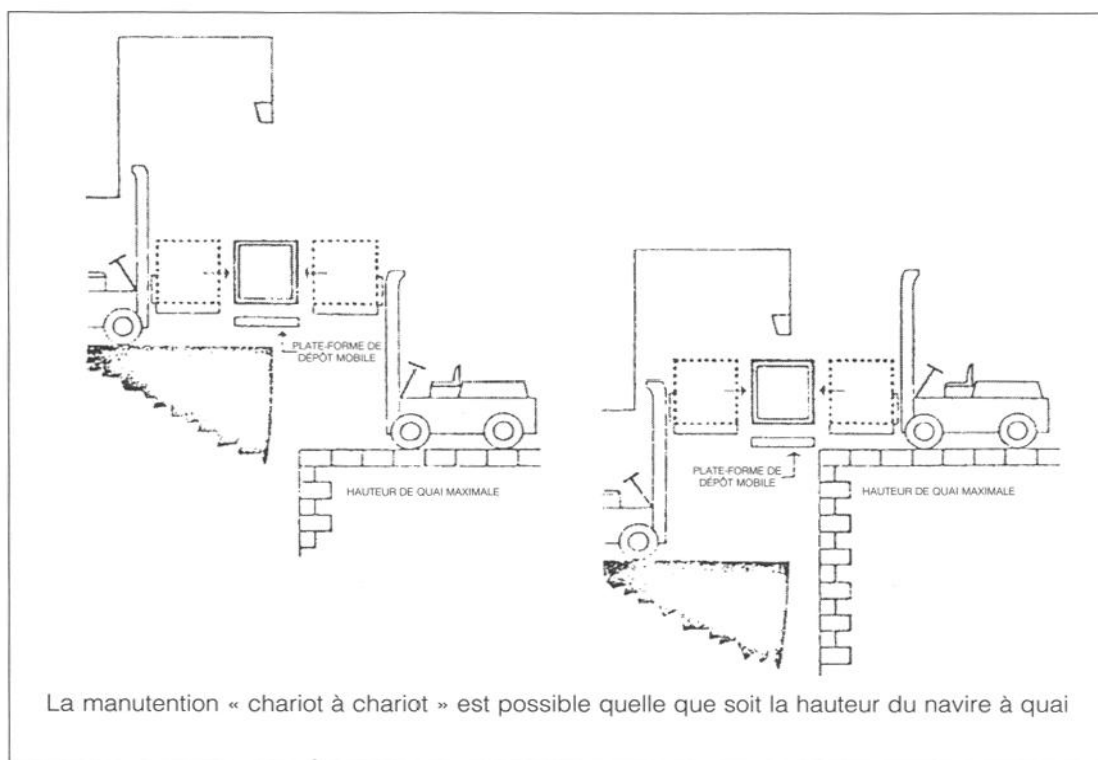 PLATE-FORME DE
DÉPÔT MOBILE
HAUTEUR DE QUAI MAXIMALE
PLATE-FORME DE
DÉPÔT MOBILE
HAUTEUR DE QUAI MAXIMALE
La manutention « chariot à chariot » est possible quelle que soit la hauteur du navire à quai